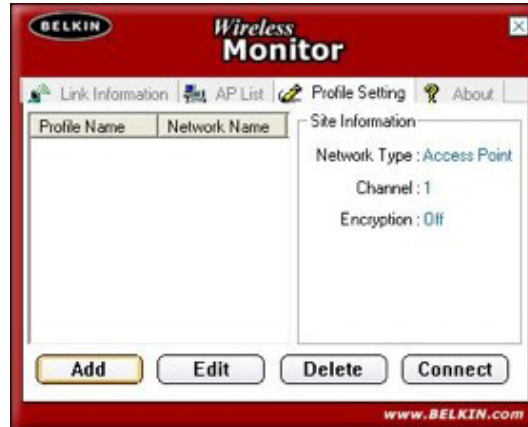 BELKIN
Wireless
Monitor
Link Information AP List Profile Setting About
Profile Name Network Name
Site Information
Network Type : Access Point
Channel : 1
Encryption : Off
Add Edit Delete Connect
www.BELKIN.com